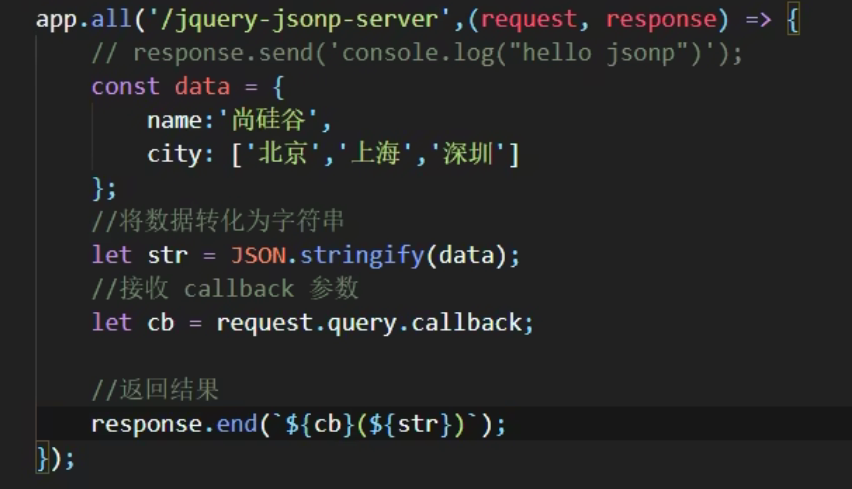 app.all('/jquery-jsonp-server',(request, response) => {
    // response.send('console.log("hello jsonp")');
    const data = {
        name:'尚硅谷',
        city: ['北京','上海','深圳']
    };
    //将数据转化为字符串
    let str = JSON.stringify(data);
    //接收 callback 参数
    let cb = request.query.callback;

    //返回结果
    response.end(`${cb}(${str})`);
});